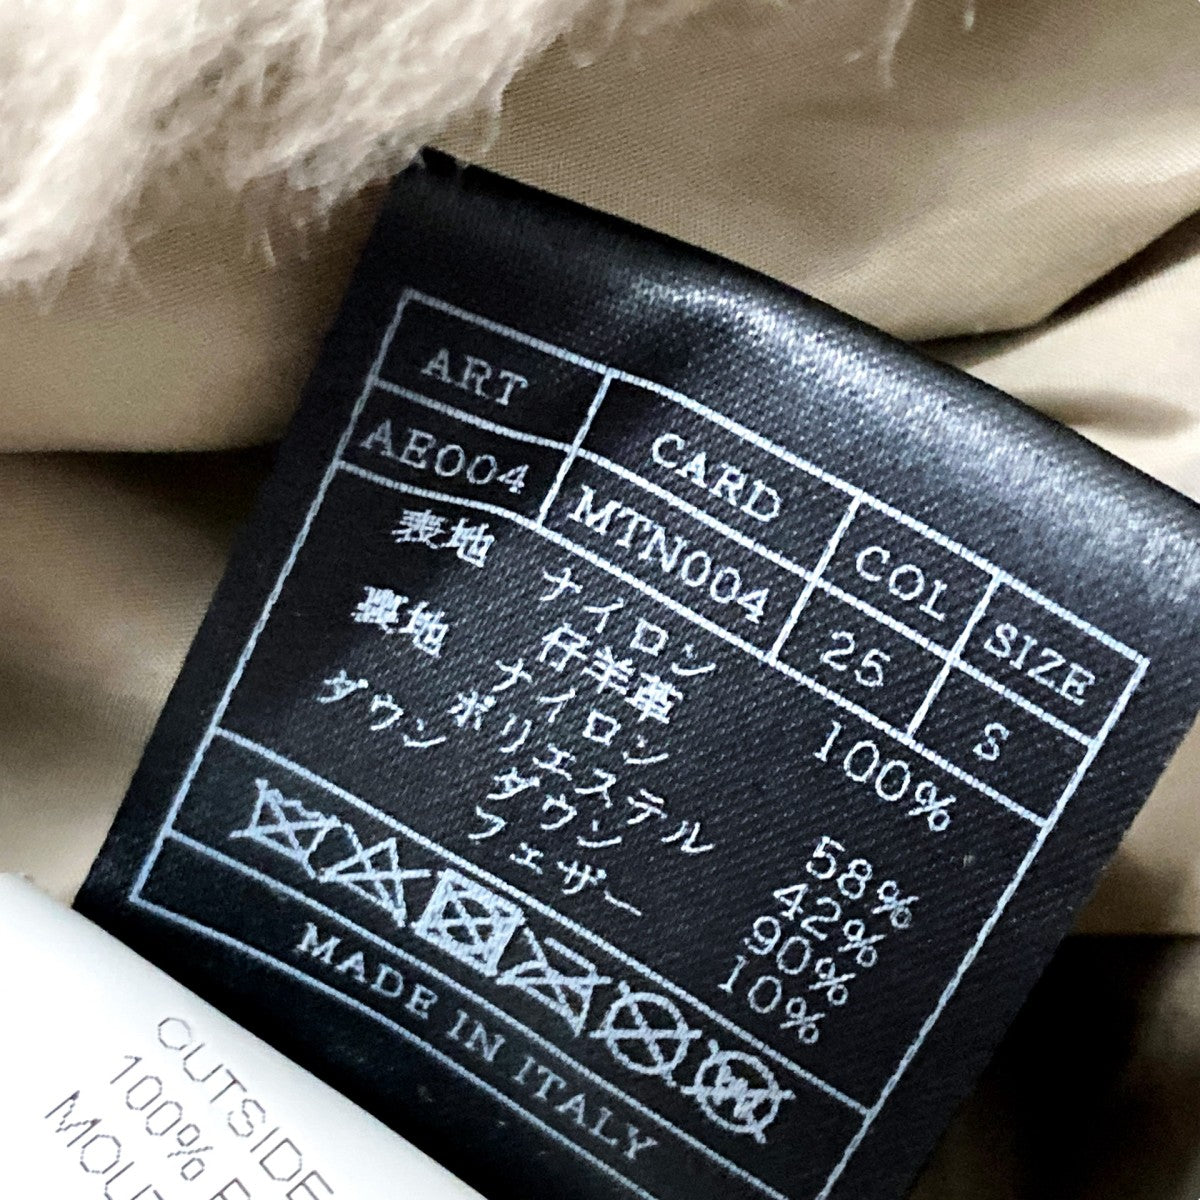 ART CARD COL SIZE
AE004 MTN004 25 S
表地 ナイロン 100%
仔羊革
裏地 ナイロン 58%
ポリエステル 42%
ダウン ダウン 90%
フェザー 10%
MADE IN ITALY
OUTSIDE
100%